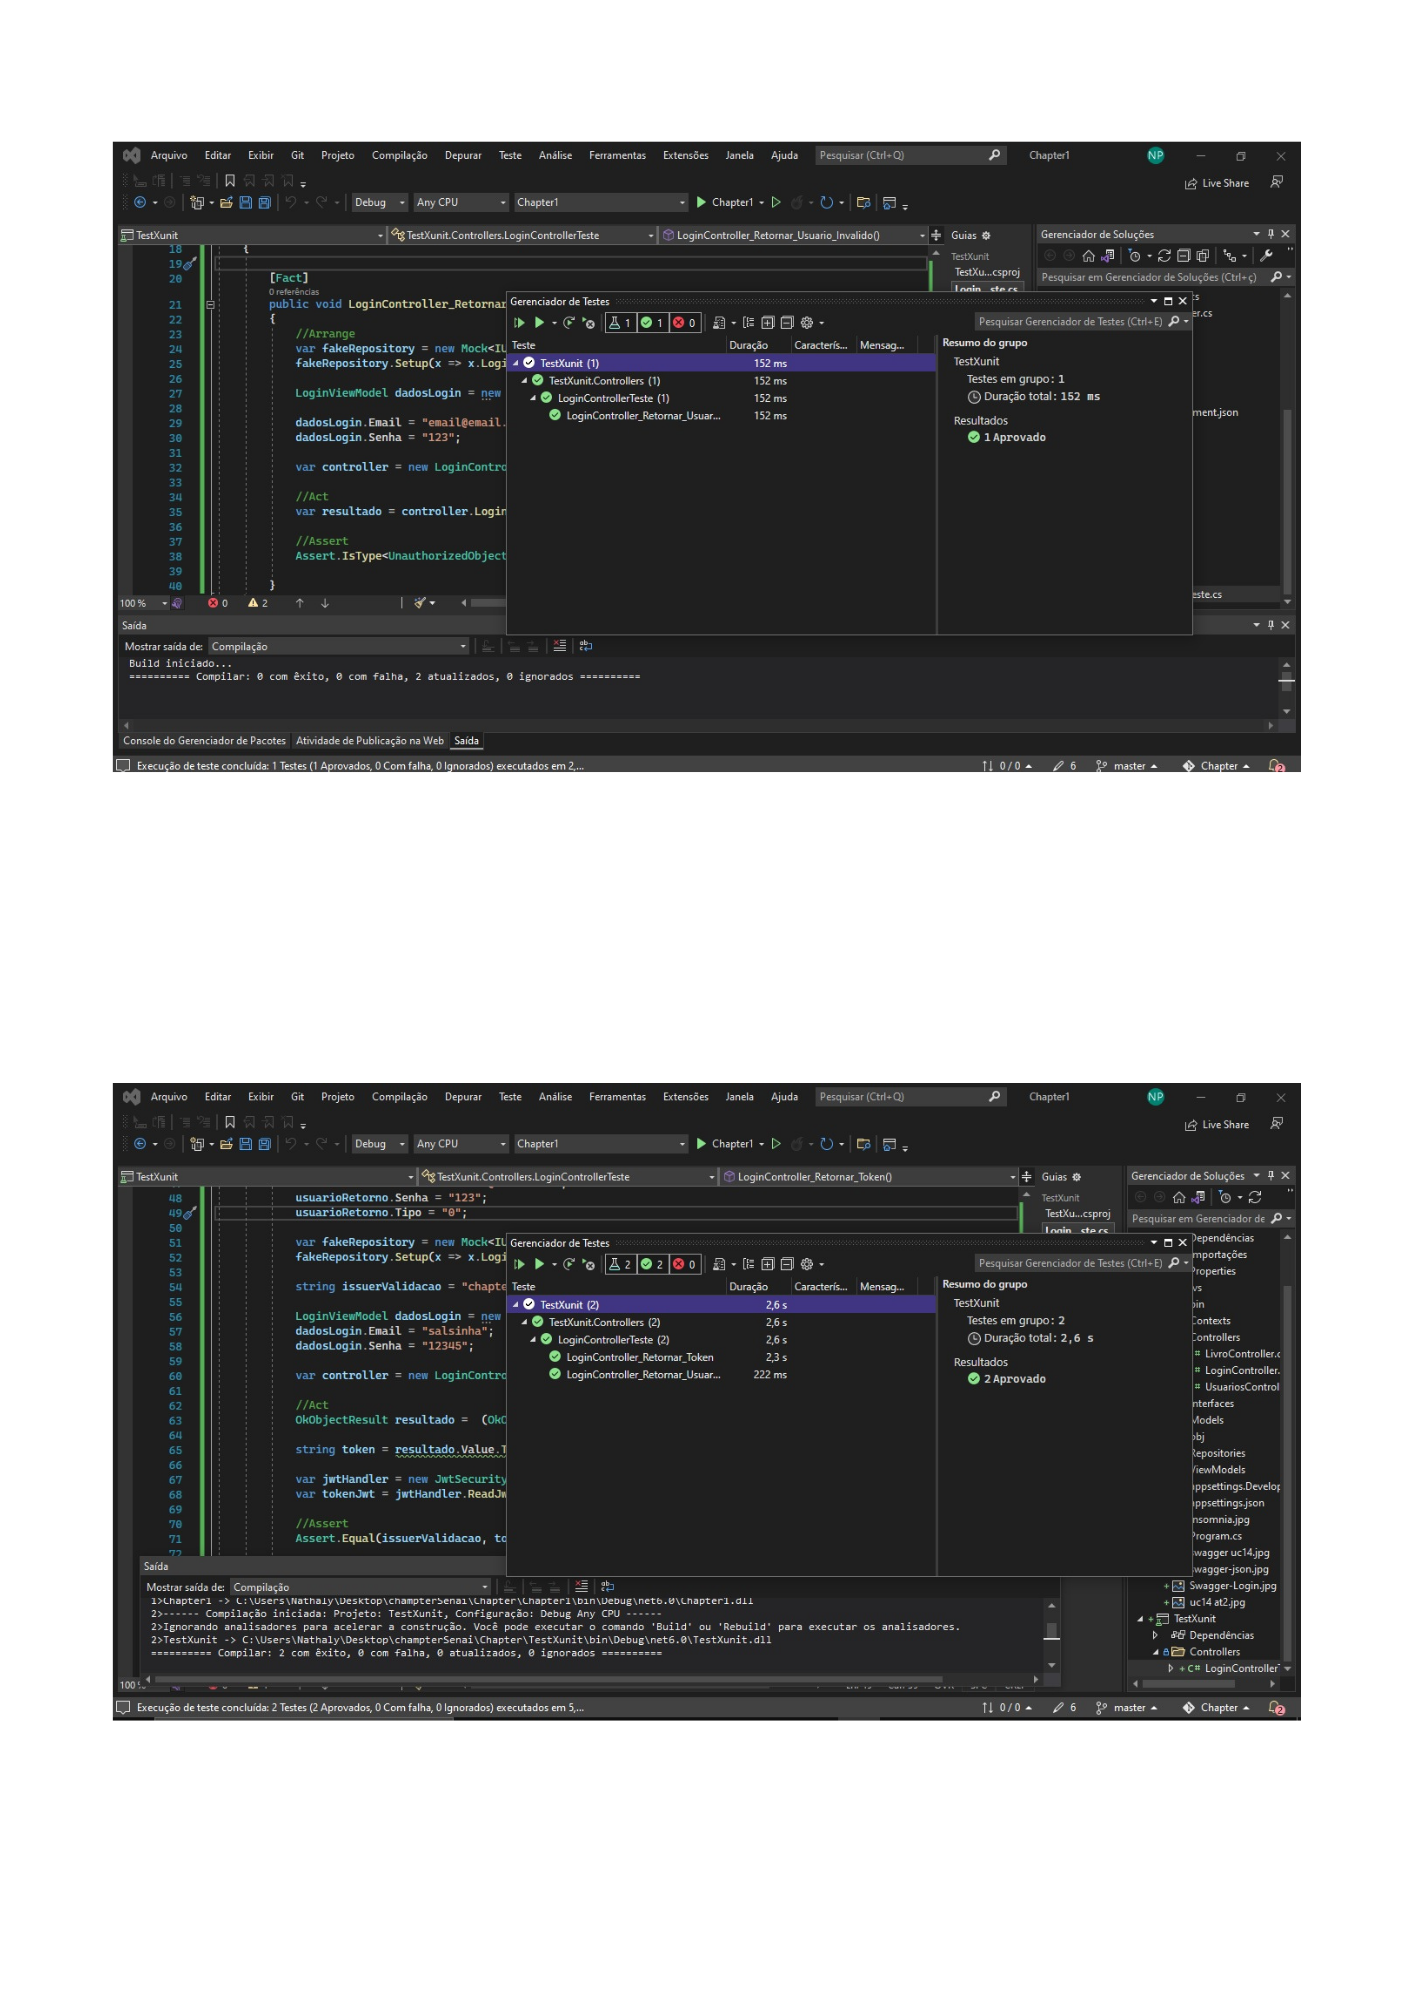 Arquivo Editar Exibir Git Projeto Compilação Depurar Teste Análise Ferramentas Extensões Janela Ajuda Pesquisar (Ctrl+Q) Chapter1 NP
Live Share
Debug Any CPU Chapter1 Chapter1
TestXunit TestXunit.Controllers.LoginControllerTeste LoginController_Retornar_Usuario_Invalido() Guias Gerenciador de Soluções
18 {
19
20 [Fact]
0 referências
21 public void LoginController_Retornar
22 {
23 //Arrange
24 var fakeRepository = new Mock<IU
25 fakeRepository.Setup(x => x.Logi
26
27 LoginViewModel dadosLogin = new
28
29 dadosLogin.Email = "email@email.
30 dadosLogin.Senha = "123";
31
32 var controller = new LoginContro
33
34 //Act
35 var resultado = controller.Login
36
37 //Assert
38 Assert.IsType<UnauthorizedObject
39
40 }
TestXunit
TestXu...csproj
Login...ste.cs
Pesquisar em Gerenciador de Soluções (Ctrl+ç)
cs
er.cs
ment.json
este.cs
Gerenciador de Testes
1 1 0 Pesquisar Gerenciador de Testes (Ctrl+E)
Teste Duração Caracterís... Mensag...
TestXunit (1) 152 ms
TestXunit.Controllers (1) 152 ms
LoginControllerTeste (1) 152 ms
LoginController_Retornar_Usuar... 152 ms
Resumo do grupo
TestXunit
Testes em grupo: 1
Duração total: 152 ms
Resultados
1 Aprovado
100 % 0 2
Saída
Mostrar saída de: Compilação
Build iniciado...
========== Compilar: 0 com êxito, 0 com falha, 2 atualizados, 0 ignorados ==========
Console do Gerenciador de Pacotes Atividade de Publicação na Web Saída
Execução de teste concluída: 1 Testes (1 Aprovados, 0 Com falha, 0 Ignorados) executados em 2,... 0 / 0 6 master Chapter 2
Arquivo Editar Exibir Git Projeto Compilação Depurar Teste Análise Ferramentas Extensões Janela Ajuda Pesquisar (Ctrl+Q) Chapter1 NP
Live Share
Debug Any CPU Chapter1 Chapter1
TestXunit TestXunit.Controllers.LoginControllerTeste LoginController_Retornar_Token() Guias Gerenciador de Soluções
48 usuarioRetorno.Senha = "123";
49 usuarioRetorno.Tipo = "0";
50
51 var fakeRepository = new Mock<IU
52 fakeRepository.Setup(x => x.Logi
53
54 string issuerValidacao = "chapte
55
56 LoginViewModel dadosLogin = new
57 dadosLogin.Email = "salsinha";
58 dadosLogin.Senha = "12345";
59
60 var controller = new LoginContro
61
62 //Act
63 OkObjectResult resultado = (OkO
64
65 string token = resultado.Value.T
66
67 var jwtHandler = new JwtSecurity
68 var tokenJwt = jwtHandler.ReadJw
69
70 //Assert
71 Assert.Equal(issuerValidacao, to
72
TestXunit
TestXu...csproj
Login...ste.cs
Gerenciador de Testes
2 2 0 Pesquisar Gerenciador de Testes (Ctrl+E)
Teste Duração Caracterís... Mensag...
TestXunit (2) 2,6 s
TestXunit.Controllers (2) 2,6 s
LoginControllerTeste (2) 2,6 s
LoginController_Retornar_Token 2,3 s
LoginController_Retornar_Usuar... 222 ms
Resumo do grupo
TestXunit
Testes em grupo: 2
Duração total: 2,6 s
Resultados
2 Aprovado
Pesquisar em Gerenciador de
Dependências
mportações
Properties
vs
bin
Contexts
Controllers
LivroController.c
LoginController.
UsuariosControl
nterfaces
Models
obj
Repositories
ViewModels
appsettings.Develop
appsettings.json
nsomnia.jpg
Program.cs
swagger uc14.jpg
swagger-json.jpg
Swagger-Login.jpg
uc14 at2.jpg
TestXunit
Dependências
Controllers
C# LoginControllerT
Saída
Mostrar saída de: Compilação
1>Chapter1 -> C:\Users\Nathaly\Desktop\champterSenai\Chapter\Chapter1\bin\Debug\net6.0\Chapter1.dll
2>------ Compilação iniciada: Projeto: TestXunit, Configuração: Debug Any CPU ------
2>Ignorando analisadores para acelerar a construção. Você pode executar o comando 'Build' ou 'Rebuild' para executar os analisadores.
2>TestXunit -> C:\Users\Nathaly\Desktop\champterSenai\Chapter\TestXunit\bin\Debug\net6.0\TestXunit.dll
========== Compilar: 2 com êxito, 0 com falha, 0 atualizados, 0 ignorados ==========
100 %
Execução de teste concluída: 2 Testes (2 Aprovados, 0 Com falha, 0 Ignorados) executados em 5,... 0 / 0 6 master Chapter 2